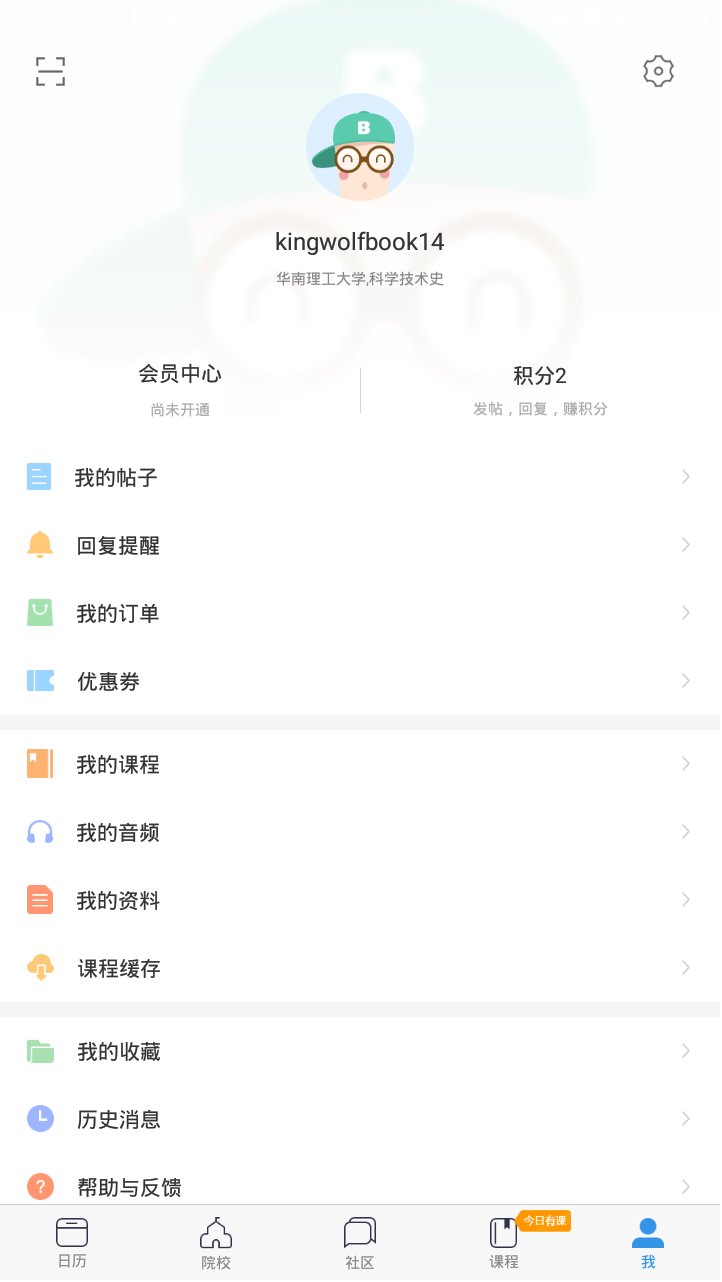 B
B
kingwolfbook14
华南理工大学,科学技术史
会员中心
积分2
尚未开通
发帖，回复，赚积分
我的帖子
回复提醒
我的订单
优惠券
我的课程
我的音频
我的资料
课程缓存
我的收藏
历史消息
?
帮助与反馈
今日有课
日历
院校
社区
课程
我